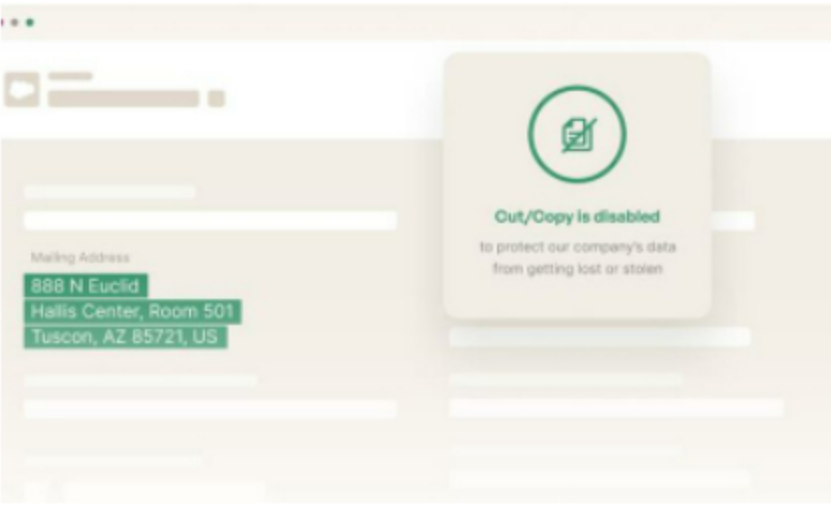 Mailing Address
888 N Euclid
Hallis Center, Room 501
Tuscon, AZ 85721, US
Cut/Copy is disabled
to protect our company's data
from getting lost or stolen